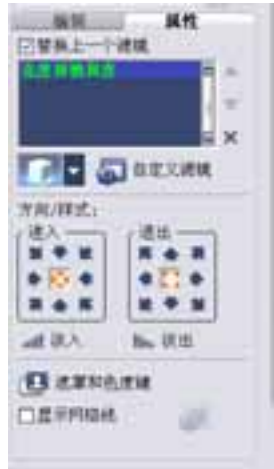 编辑 属性
替换上一个滤镜
自定义滤镜
方向/样式:
进入 退出
淡入 淡出
遮罩和色度键
显示网格线